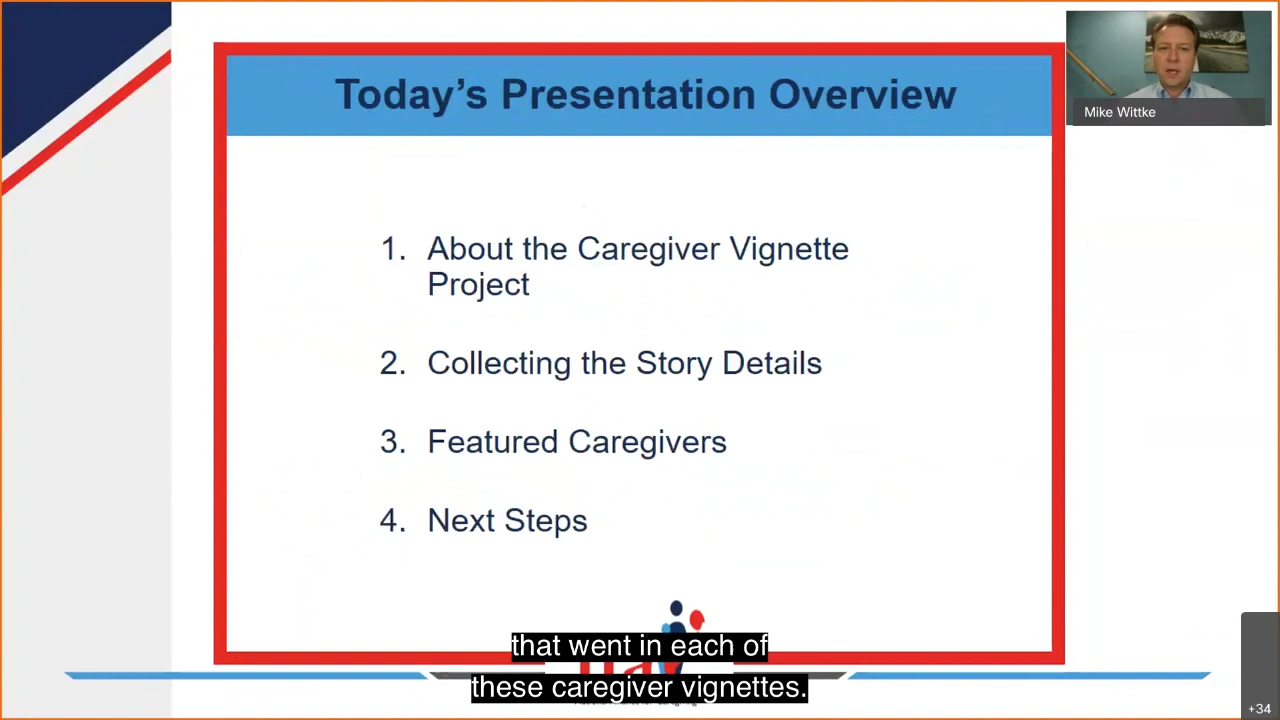 Today's Presentation Overview
Mike Wittke
1. About the Caregiver Vignette
Project
2. Collecting the Story Details
3. Featured Caregivers
4. Next Steps
that went in each of
these caregiver vignettes.
+34